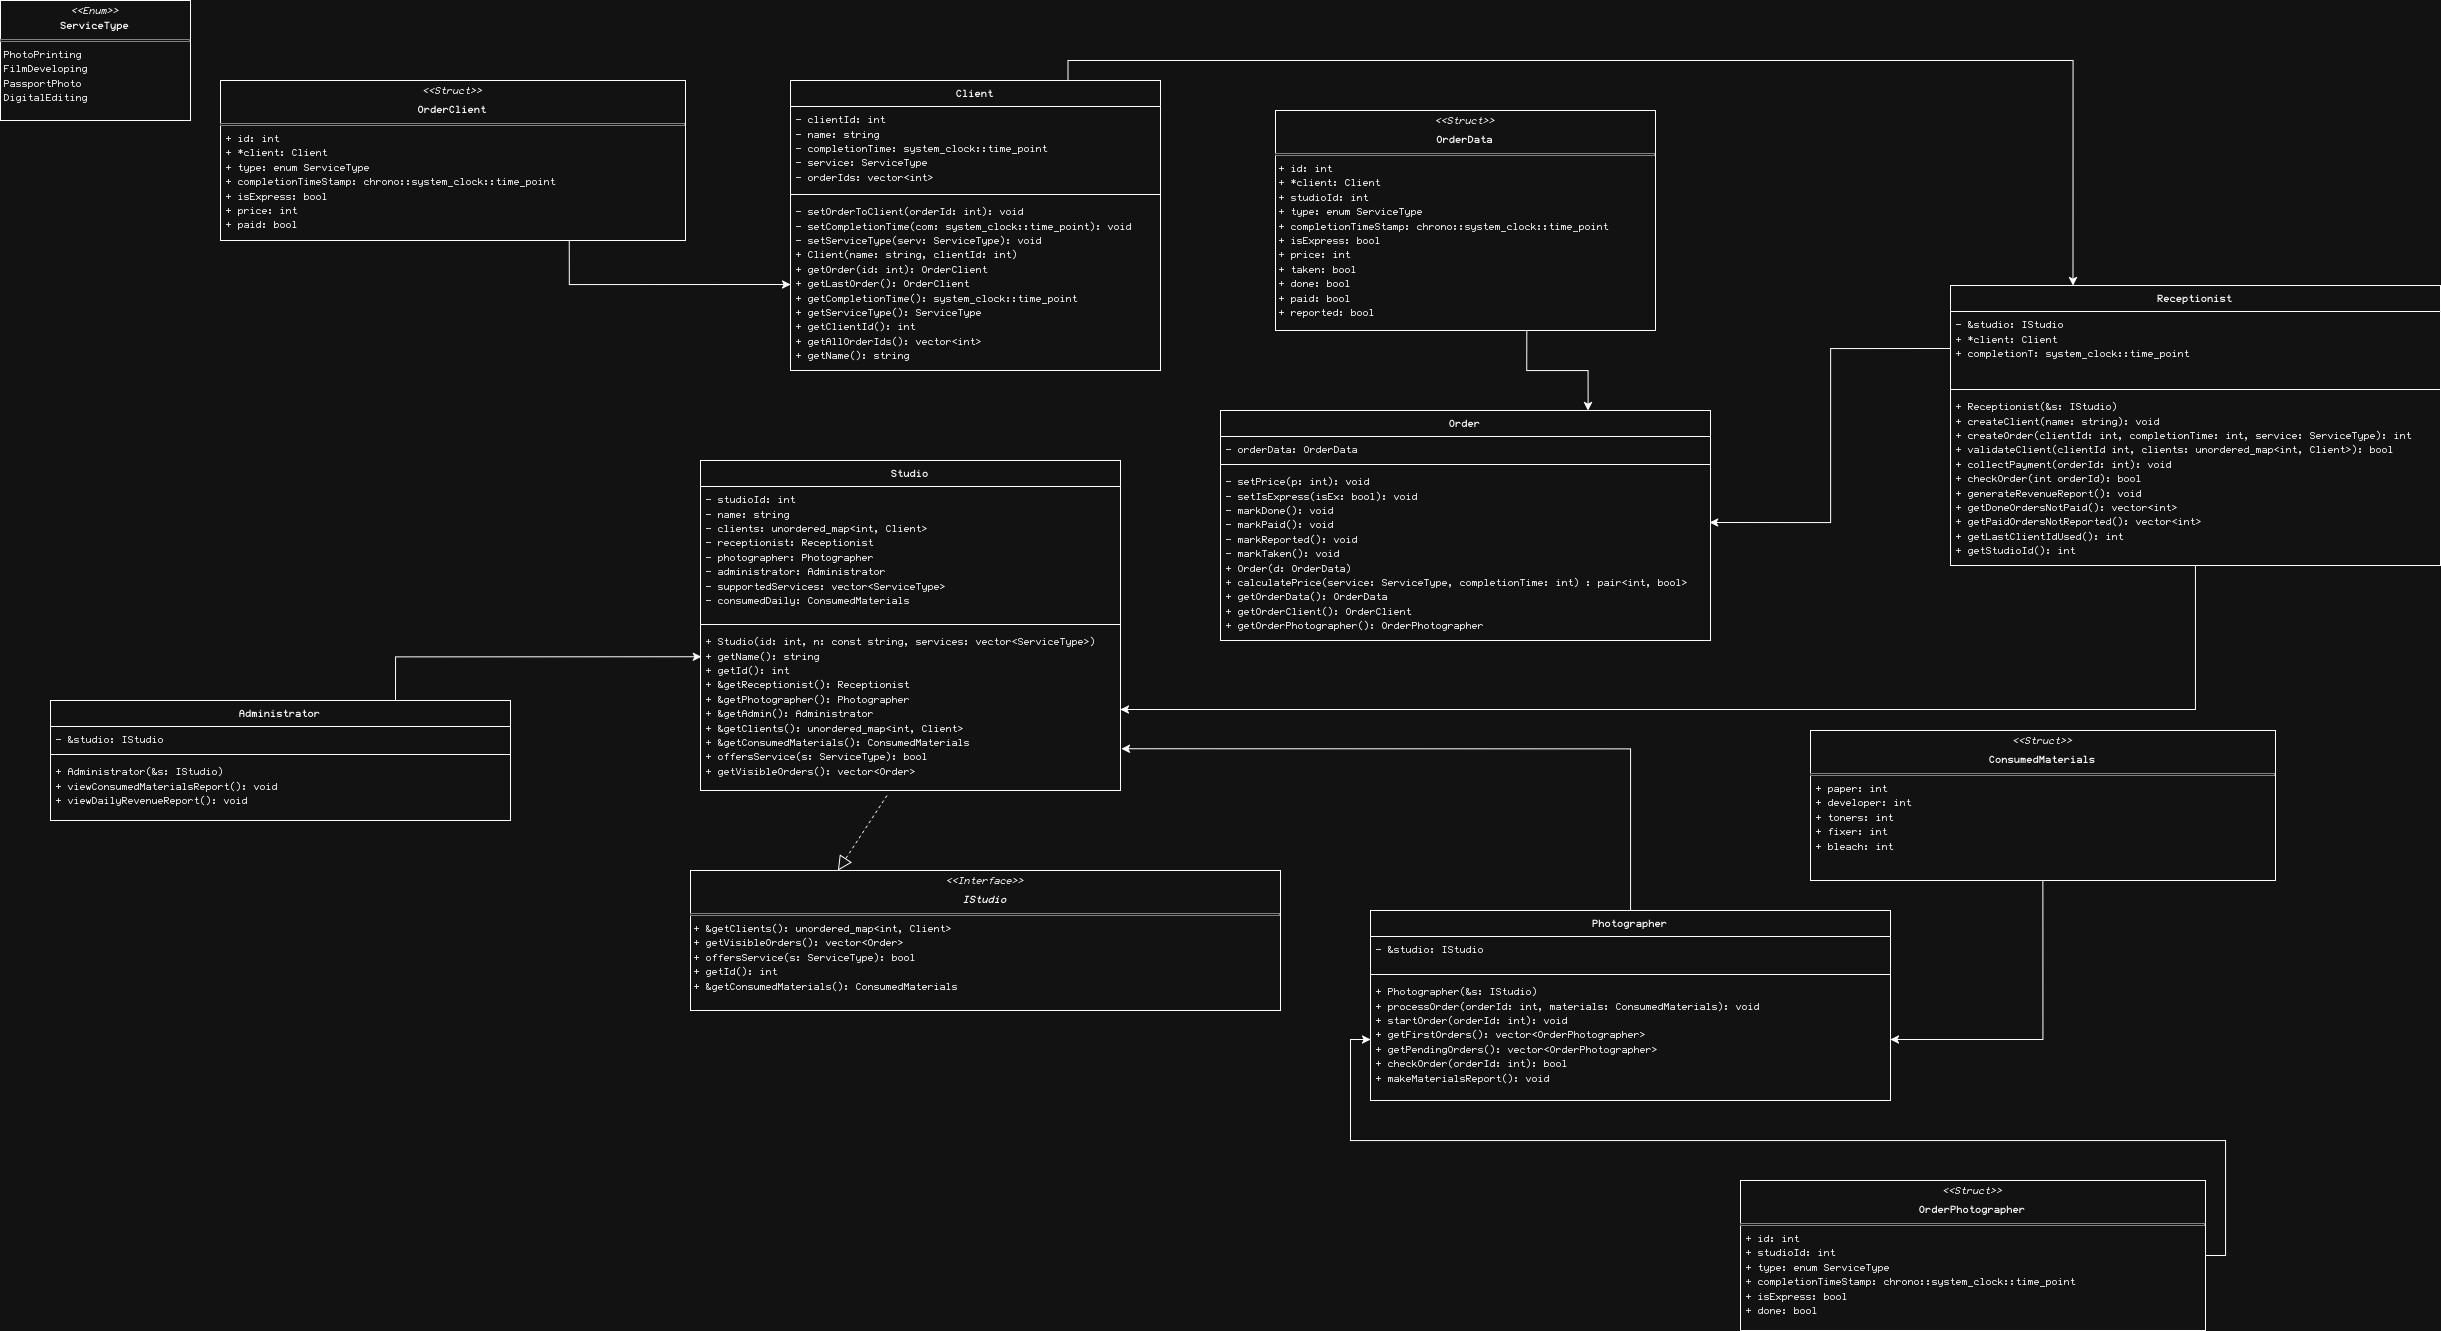 <<Enum>>
ServiceType
PhotoPrinting
FilmDeveloping
PassportPhoto
DigitalEditing
<<Struct>>
OrderClient
+ id: int
+ *client: Client
+ type: enum ServiceType
+ completionTimeStamp: chrono::system_clock::time_point
+ isExpress: bool
+ price: int
+ paid: bool
Client
- clientId: int
- name: string
- completionTime: system_clock::time_point
- service: ServiceType
- orderIds: vector<int>
- setOrderToClient(orderId: int): void
- setCompletionTime(com: system_clock::time_point): void
- setServiceType(serv: ServiceType): void
+ Client(name: string, clientId: int)
+ getOrder(id: int): OrderClient
+ getLastOrder(): OrderClient
+ getCompletionTime(): system_clock::time_point
+ getServiceType(): ServiceType
+ getClientId(): int
+ getAllOrderIds(): vector<int>
+ getName(): string
<<Struct>>
OrderData
+ id: int
+ *client: Client
+ studioId: int
+ type: enum ServiceType
+ completionTimeStamp: chrono::system_clock::time_point
+ isExpress: bool
+ price: int
+ taken: bool
+ done: bool
+ paid: bool
+ reported: bool
Receptionist
- &studio: IStudio
+ *client: Client
+ completionT: system_clock::time_point
+ Receptionist(&s: IStudio)
+ createClient(name: string): void
+ createOrder(clientId: int, completionTime: int, service: ServiceType): int
+ validateClient(clientId int, clients: unordered_map<int, Client>): bool
+ collectPayment(orderId: int): void
+ checkOrder(int orderId): bool
+ generateRevenueReport(): void
+ getDoneOrdersNotPaid(): vector<int>
+ getPaidOrdersNotReported(): vector<int>
+ getLastClientIdUsed(): int
+ getStudioId(): int
Order
- orderData: OrderData
- setPrice(p: int): void
- setIsExpress(isEx: bool): void
- markDone(): void
- markPaid(): void
- markReported(): void
- markTaken(): void
+ Order(d: OrderData)
+ calculatePrice(service: ServiceType, completionTime: int) : pair<int, bool>
+ getOrderData(): OrderData
+ getOrderClient(): OrderClient
+ getOrderPhotographer(): OrderPhotographer
Studio
- studioId: int
- name: string
- clients: unordered_map<int, Client>
- receptionist: Receptionist
- photographer: Photographer
- administrator: Administrator
- supportedServices: vector<ServiceType>
- consumedDaily: ConsumedMaterials
+ Studio(id: int, n: const string, services: vector<ServiceType>)
+ getName(): string
+ getId(): int
+ &getReceptionist(): Receptionist
+ &getPhotographer(): Photographer
+ &getAdmin(): Administrator
+ &getClients(): unordered_map<int, Client>
+ &getConsumedMaterials(): ConsumedMaterials
+ offersService(s: ServiceType): bool
+ getVisibleOrders(): vector<Order>
Administrator
- &studio: IStudio
+ Administrator(&s: IStudio)
+ viewConsumedMaterialsReport(): void
+ viewDailyRevenueReport(): void
<<Struct>>
ConsumedMaterials
+ paper: int
+ developer: int
+ toners: int
+ fixer: int
+ bleach: int
<<Interface>>
IStudio
+ &getClients(): unordered_map<int, Client>
+ getVisibleOrders(): vector<Order>
+ offersService(s: ServiceType): bool
+ getId(): int
+ &getConsumedMaterials(): ConsumedMaterials
Photographer
- &studio: IStudio
+ Photographer(&s: IStudio)
+ processOrder(orderId: int, materials: ConsumedMaterials): void
+ startOrder(orderId: int): void
+ getFirstOrders(): vector<OrderPhotographer>
+ getPendingOrders(): vector<OrderPhotographer>
+ checkOrder(orderId: int): bool
+ makeMaterialsReport(): void
<<Struct>>
OrderPhotographer
+ id: int
+ studioId: int
+ type: enum ServiceType
+ completionTimeStamp: chrono::system_clock::time_point
+ isExpress: bool
+ done: bool